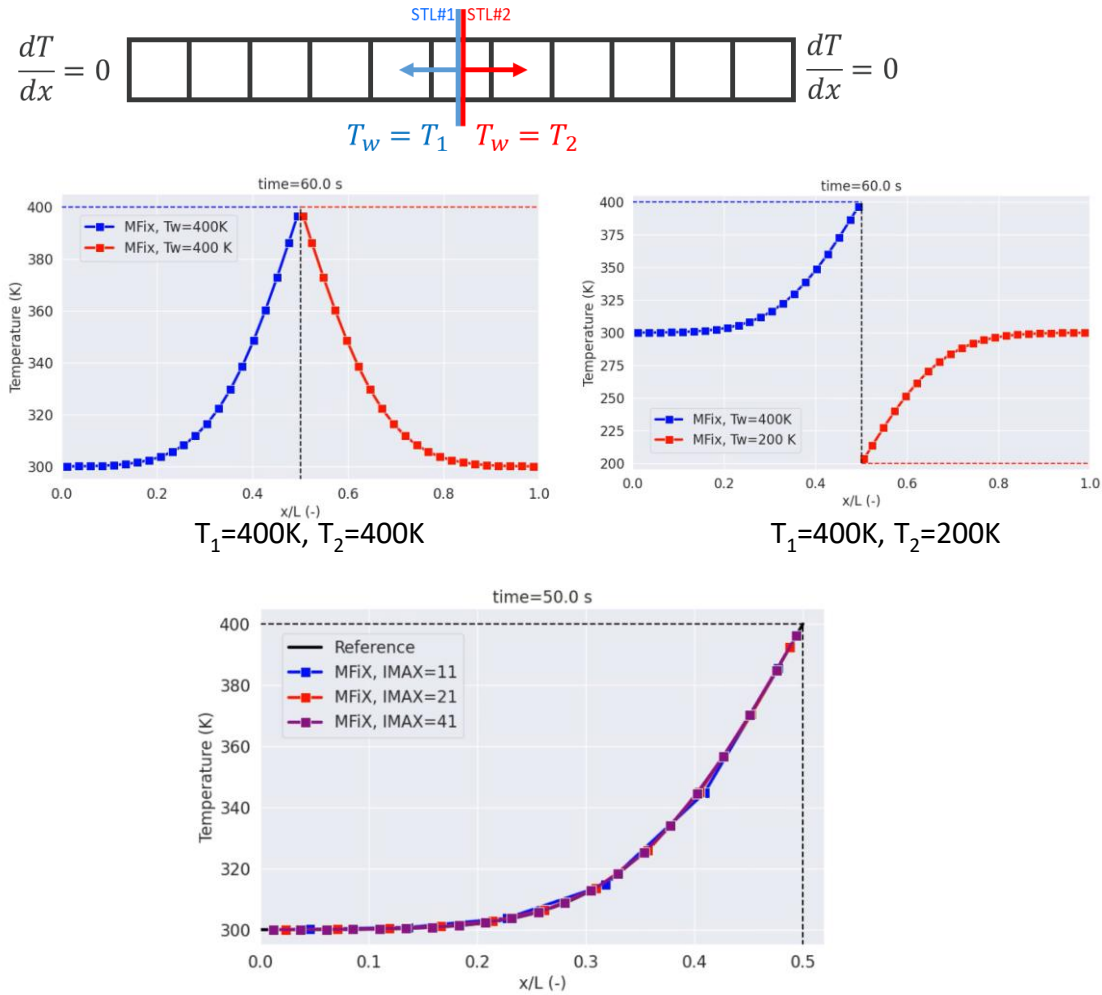 STL#1 STL#2
dT/dx = 0
dT/dx = 0
T_w = T_1 T_w = T_2
time=60.0 s
400
380
360
340
320
300
Temperature (K)
MFix, Tw=400K
MFix, Tw=400 K
0.0 0.2 0.4 0.6 0.8 1.0
x/L (-)
T1=400K, T2=400K
time=60.0 s
400
375
350
325
300
275
250
225
200
Temperature (K)
MFix, Tw=400K
MFix, Tw=200 K
0.0 0.2 0.4 0.6 0.8 1.0
x/L (-)
T1=400K, T2=200K
time=50.0 s
400
380
360
340
320
300
Temperature (K)
Reference
MFiX, IMAX=11
MFiX, IMAX=21
MFiX, IMAX=41
0.0 0.1 0.2 0.3 0.4 0.5
x/L (-)